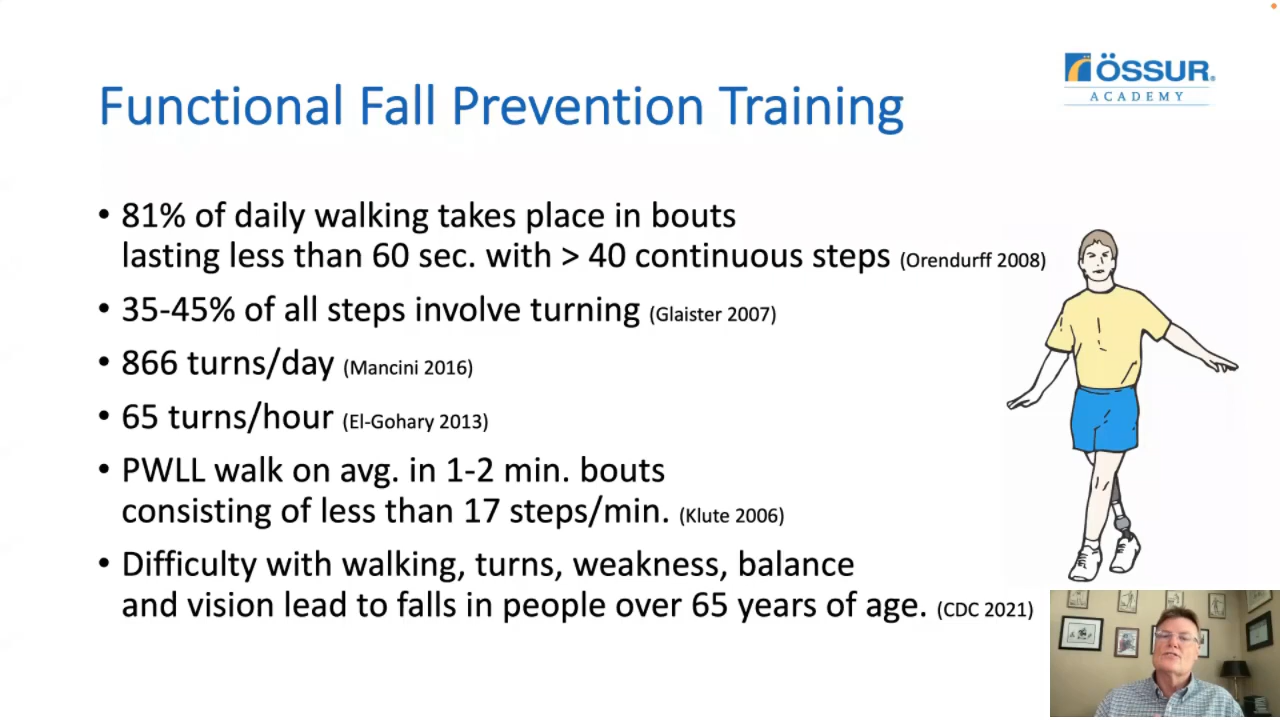 ÖSSUR®
ACADEMY
Functional Fall Prevention Training
• 81% of daily walking takes place in bouts
lasting less than 60 sec. with > 40 continuous steps (Orendurff 2008)
• 35-45% of all steps involve turning (Glaister 2007)
• 866 turns/day (Mancini 2016)
• 65 turns/hour (El-Gohary 2013)
• PWLL walk on avg. in 1-2 min. bouts
consisting of less than 17 steps/min. (Klute 2006)
• Difficulty with walking, turns, weakness, balance
and vision lead to falls in people over 65 years of age. (CDC 2021)